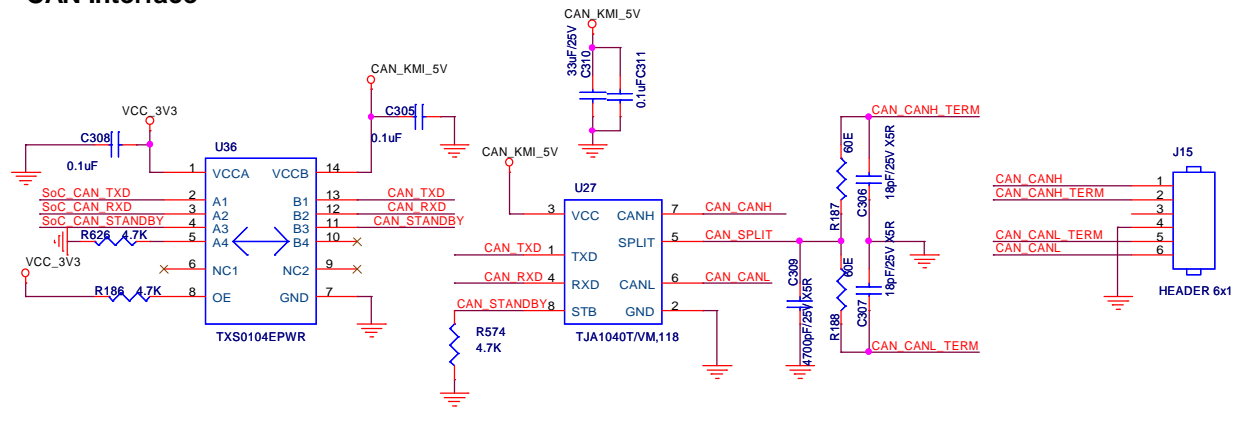 CAN Interface
CAN_KMI_5V
33uF/25V
C310
0.1uF
C311
CAN_KMI_5V
VCC_3V3
C308
0.1uF
C305
0.1uF
U36
1 VCCA VCCB 14
SoC_CAN_TXD 2 A1 B1 13 CAN_TXD
SoC_CAN_RXD 3 A2 B2 12 CAN_RXD
SoC_CAN_STANDBY 4 A3 B3 11 CAN_STANDBY
R626 4.7K 5 A4 B4 10
6 NC1 NC2 9
VCC_3V3
R186 4.7K 8 OE GND 7
TXS0104EPWR
CAN_KMI_5V
U27
3 VCC CANH 7 CAN_CANH
SPLIT 5 CAN_SPLIT
CAN_TXD 1 TXD
CAN_RXD 4 RXD CANL 6 CAN_CANL
CAN_STANDBY 8 STB GND 2
TJA1040T/VM,118
R574
4.7K
C309
4700pF/25V X5R
CAN_CANH_TERM
60E
R187
18pF/25V X5R
C306
60E
R188
18pF/25V X5R
C307
CAN_CANL_TERM
J15
CAN_CANH 1
CAN_CANH_TERM 2
3
4
CAN_CANL_TERM 5
CAN_CANL 6
HEADER 6x1